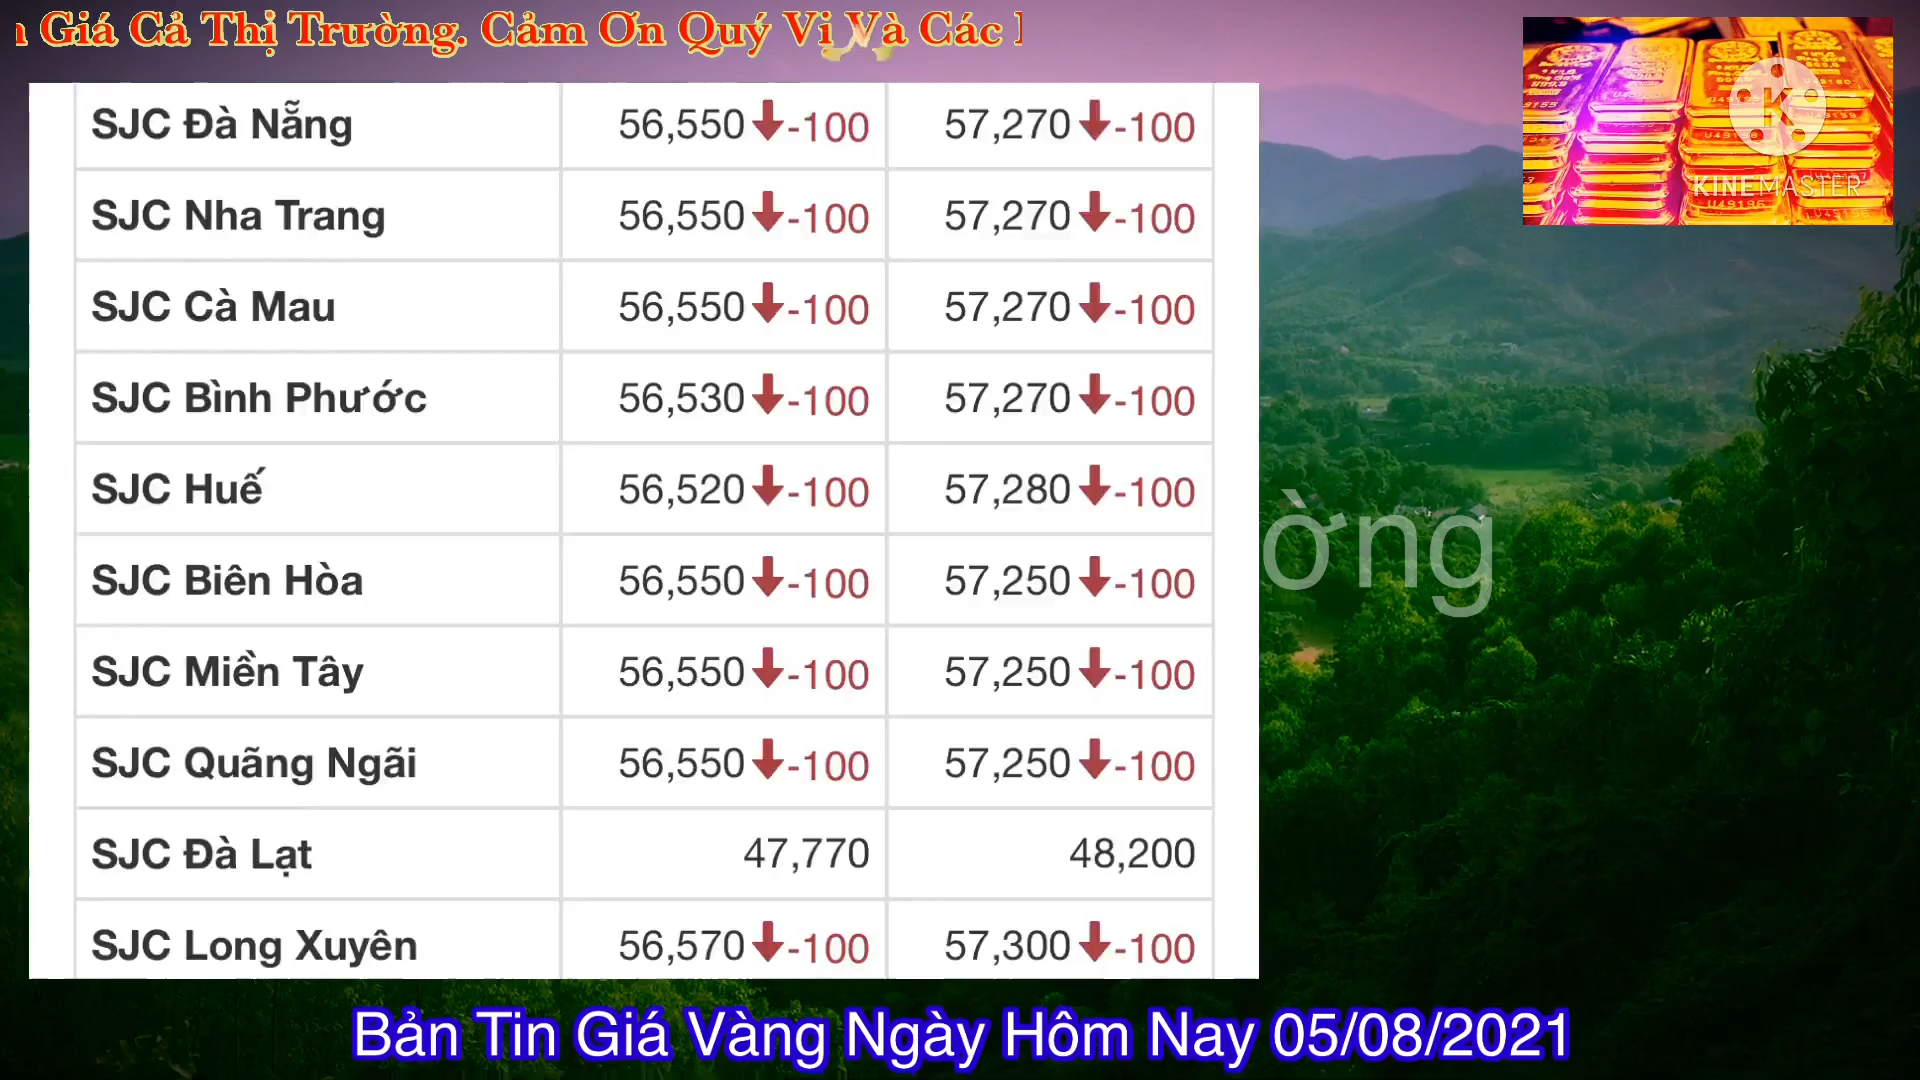 Giá Cả Thị Trường. Cảm Ơn Quý Vị Và Các
SJC Đà Nẵng 56,550 -100 57,270 -100
SJC Nha Trang 56,550 -100 57,270 -100
SJC Cà Mau 56,550 -100 57,270 -100
SJC Bình Phước 56,530 -100 57,270 -100
SJC Huế 56,520 -100 57,280 -100
SJC Biên Hòa 56,550 -100 57,250 -100
SJC Miền Tây 56,550 -100 57,250 -100
SJC Quãng Ngãi 56,550 -100 57,250 -100
SJC Đà Lạt 47,770 48,200
SJC Long Xuyên 56,570 -100 57,300 -100
ường
K
KINEMASTER
Bản Tin Giá Vàng Ngày Hôm Nay 05/08/2021